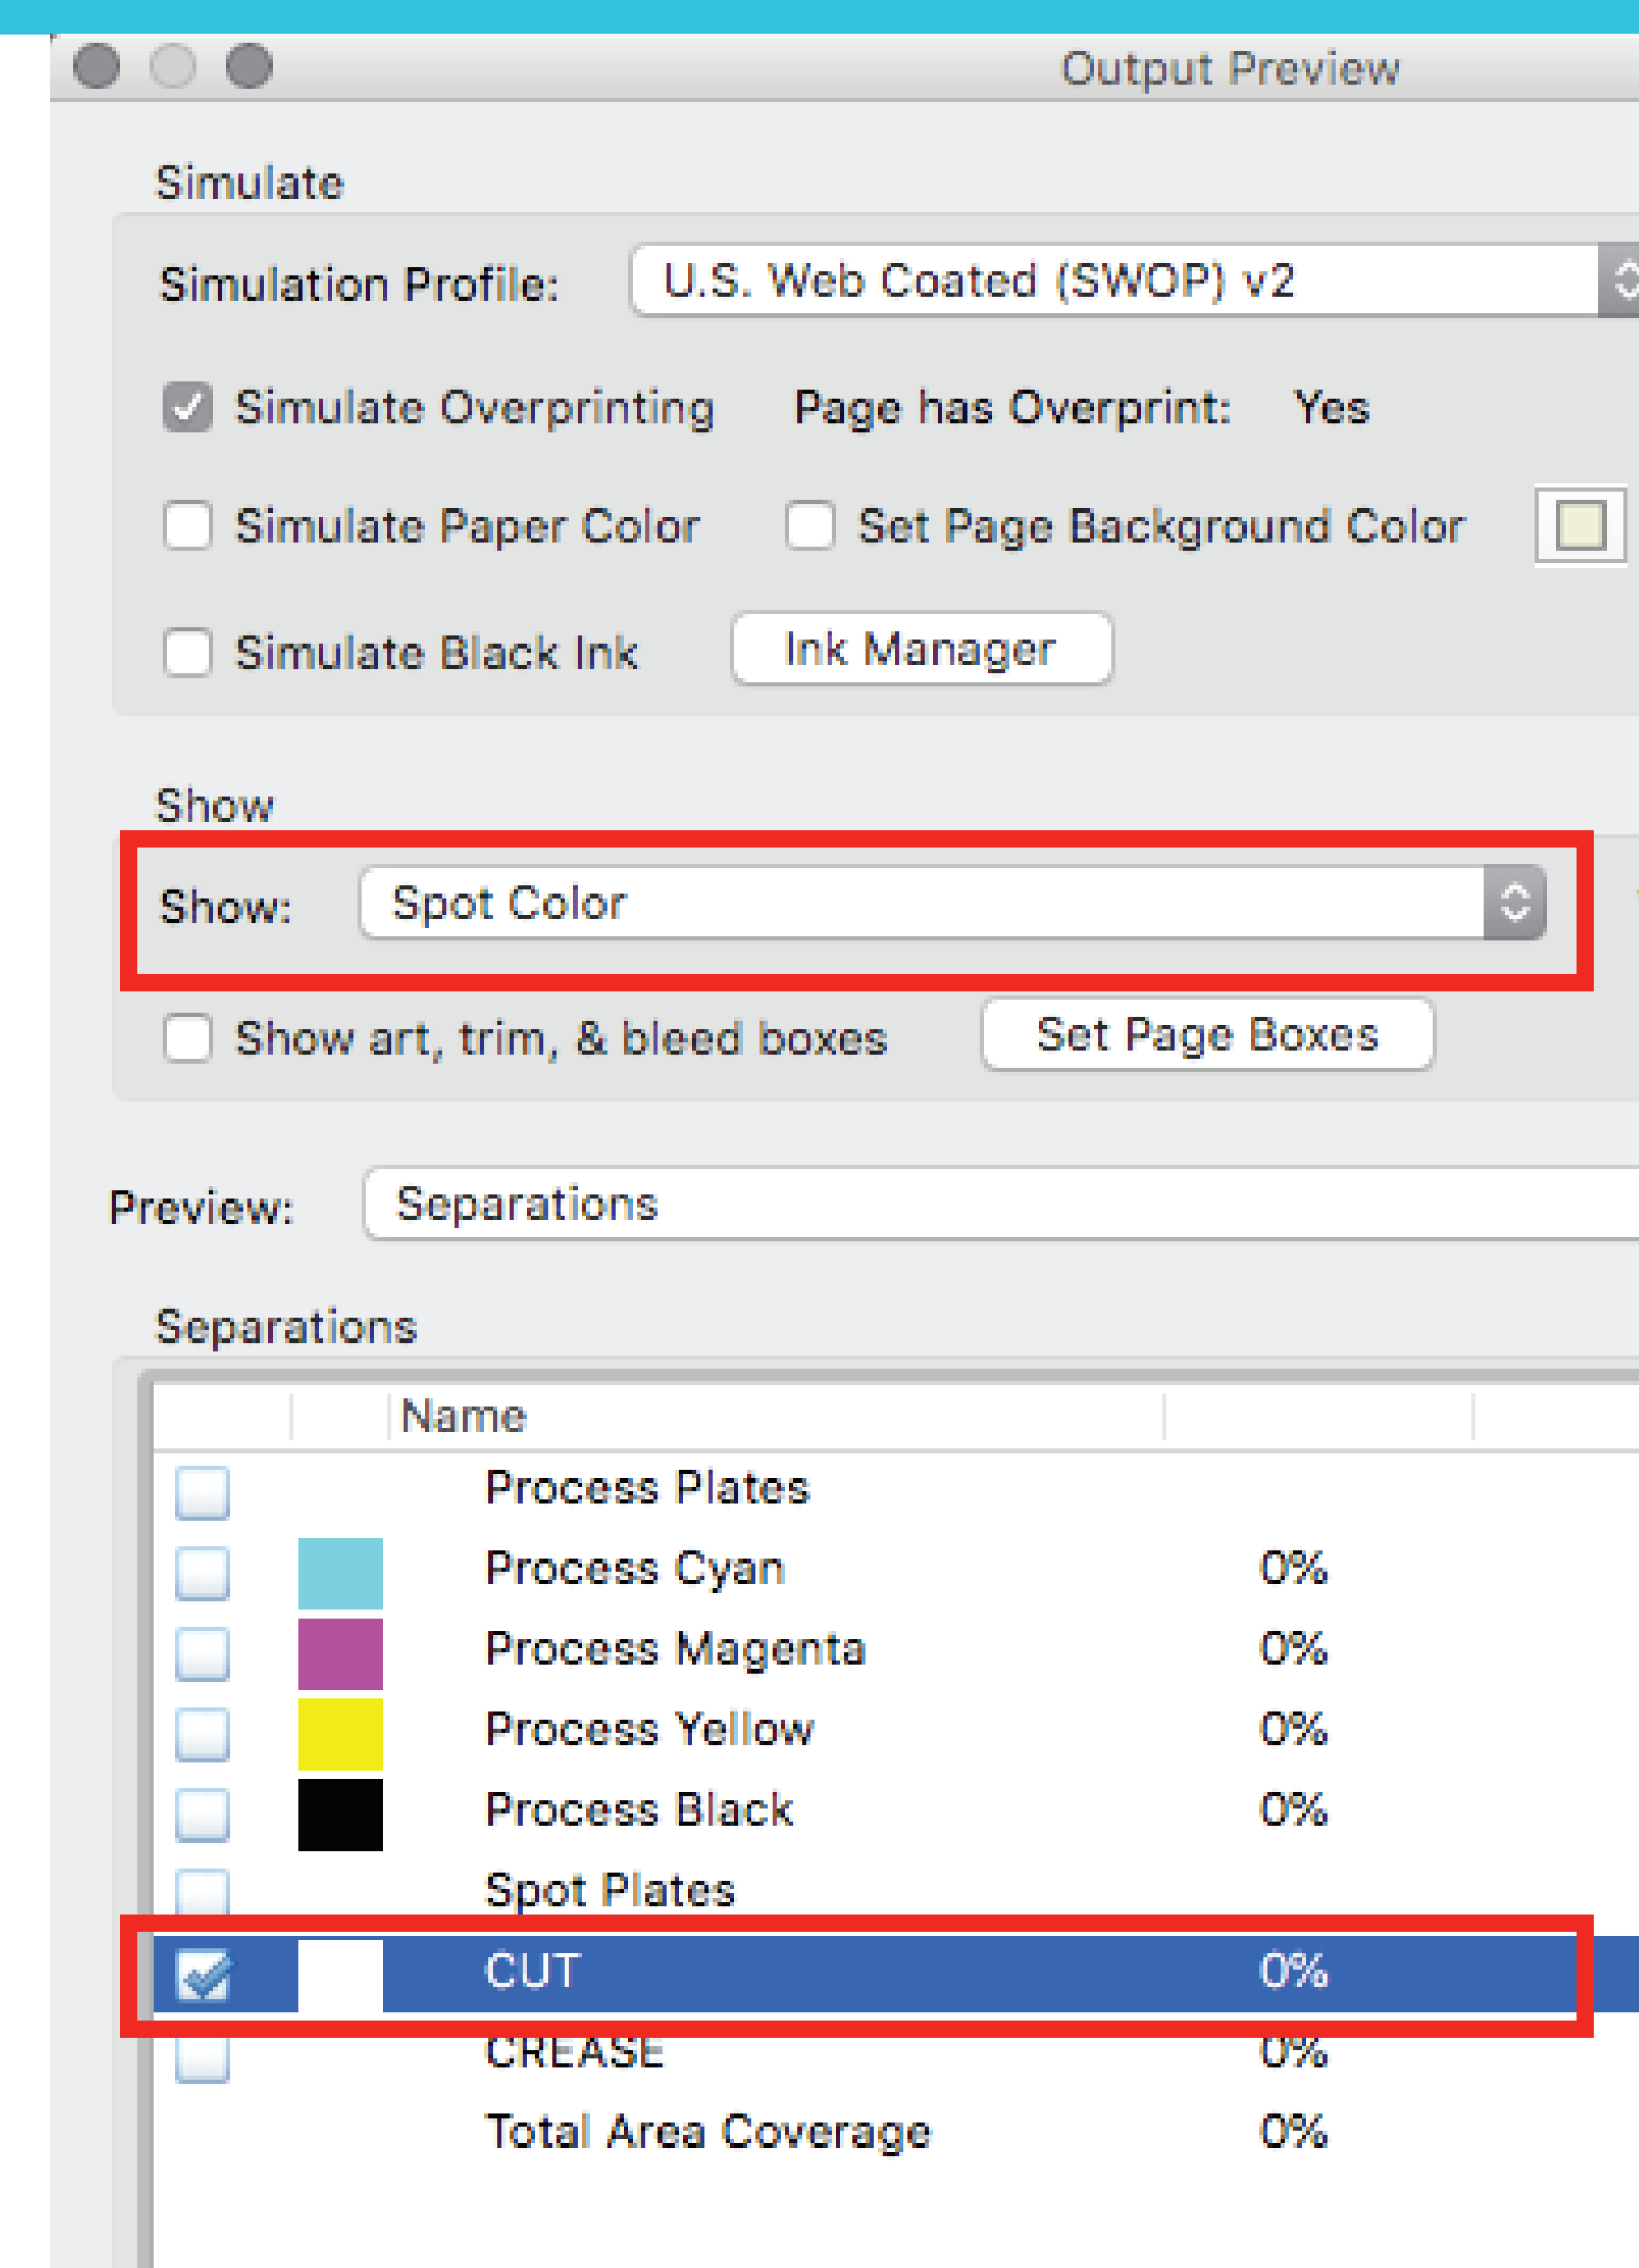 Output Preview
Simulate
Simulation Profile: U.S. Web Coated (SWOP) v2
Simulate Overprinting Page has Overprint: Yes
Simulate Paper Color Set Page Background Color
Simulate Black Ink Ink Manager
Show
Show: Spot Color
Show art, trim, & bleed boxes Set Page Boxes
Preview: Separations
Separations
Name
Process Plates
Process Cyan 0%
Process Magenta 0%
Process Yellow 0%
Process Black 0%
Spot Plates
CUT 0%
CREASE 0%
Total Area Coverage 0%